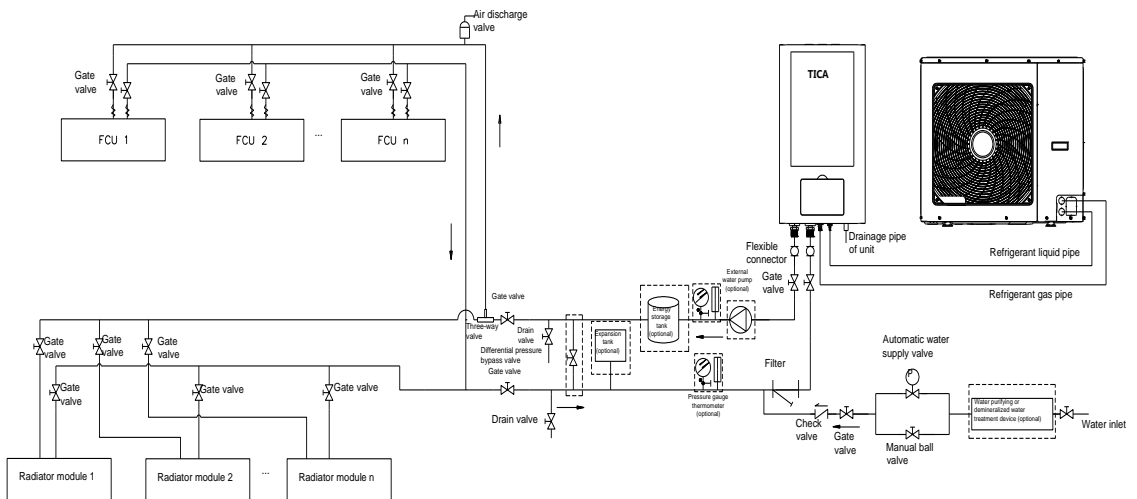 Air discharge
valve
Gate
valve
Gate
valve
Gate
valve
FCU 1
FCU 2
...
FCU n
TICA
Drainage pipe
of unit
Flexible
connector
Gate
valve
Refrigerant liquid pipe
Refrigerant gas pipe
External
water pump
(optional)
Gate valve
Three-way
valve
Drain
valve
Energy
storage
tank
(optional)
Expansion
tank
(optional)
Differential pressure
bypass valve
Gate valve
Gate
valve
Gate
valve
Gate
valve
Gate
valve
Gate valve
Gate valve
Drain valve
Pressure gauge
thermometer
(optional)
Filter
Automatic water
supply valve
P
Check
valve
Gate
valve
Manual ball
valve
Water purifying or
demineralized water
treatment device (optional)
Water inlet
Radiator module 1
Radiator module 2
...
Radiator module n